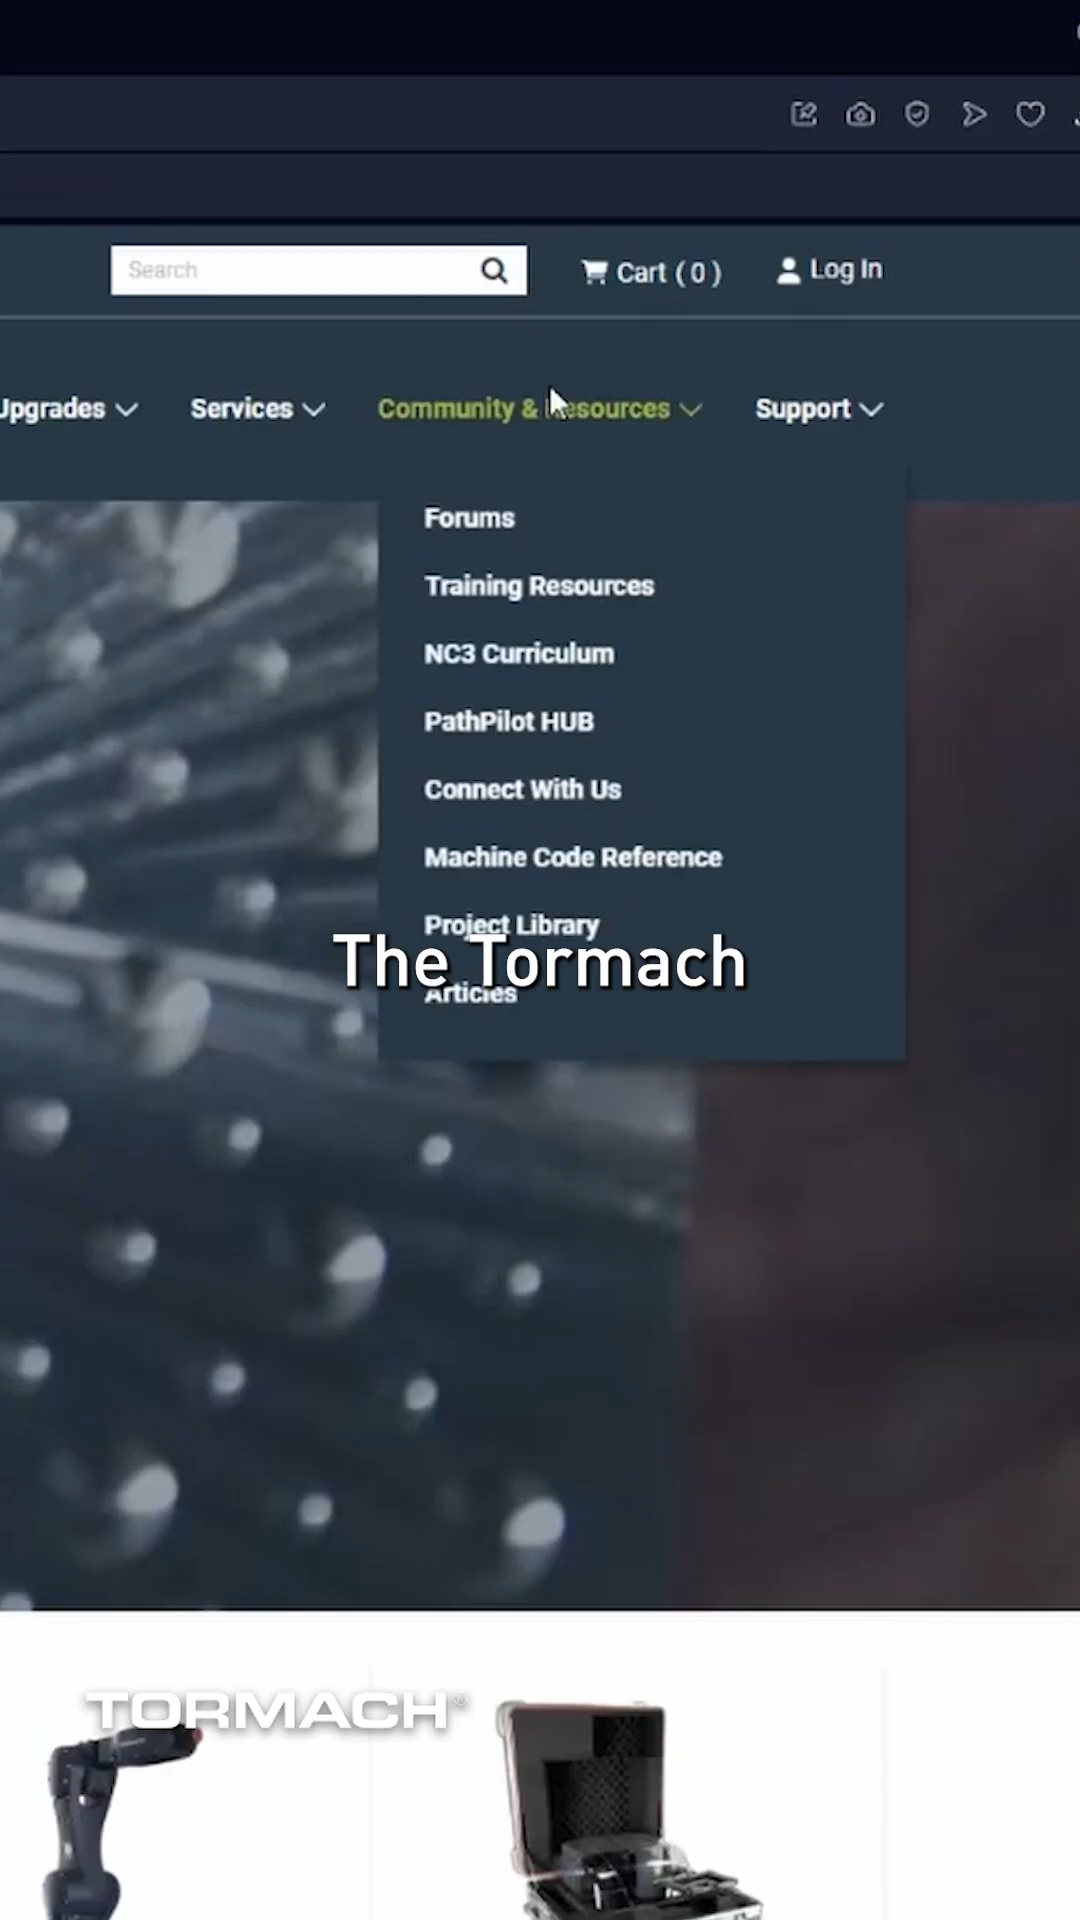 Search
Cart ( 0 )
Log In
Upgrades
Services
Community & Resources
Support
Forums
Training Resources
NC3 Curriculum
PathPilot HUB
Connect With Us
Machine Code Reference
Project Library
The Tormach
Articles
TORMACH®